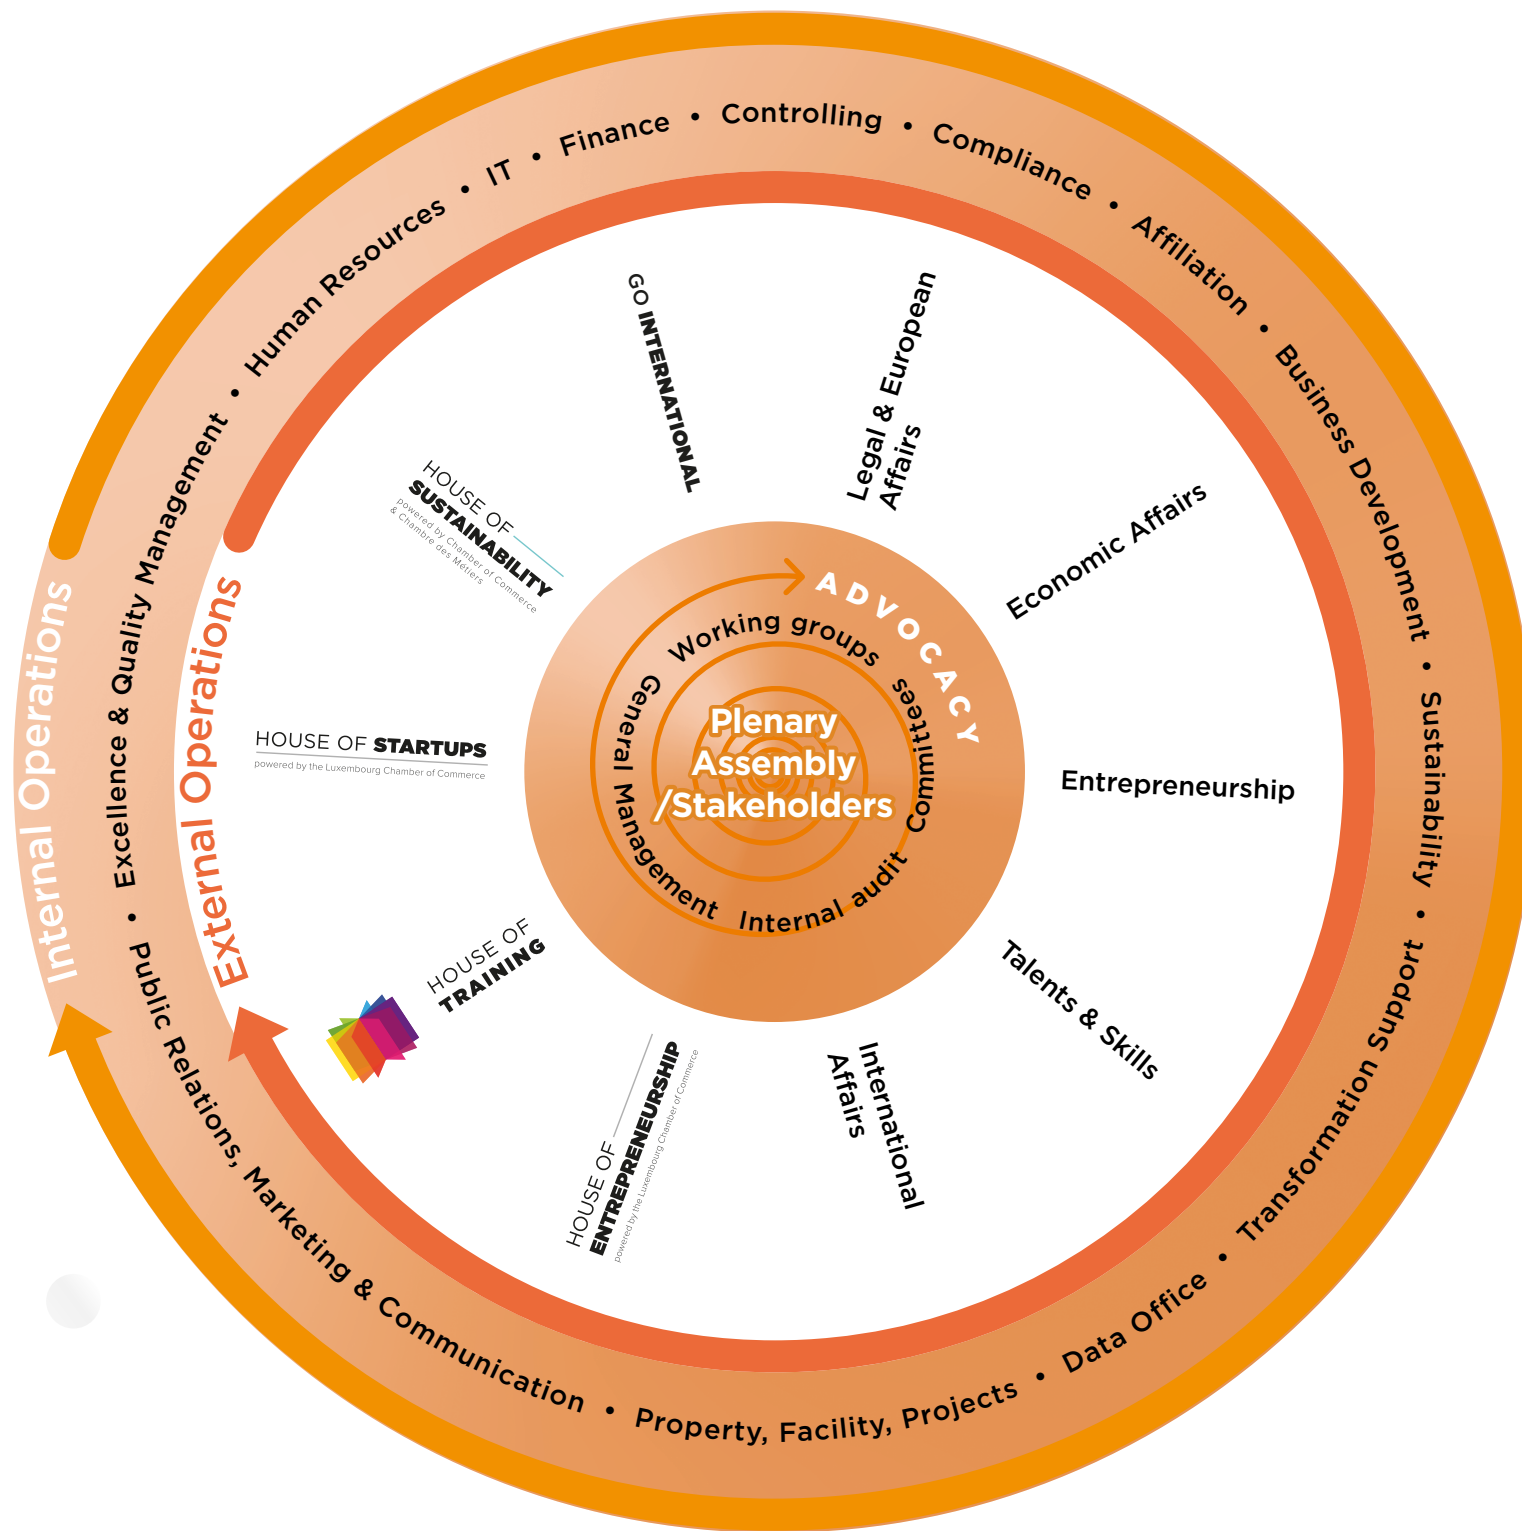 Internal Operations
Excellence & Quality Management • Human Resources • IT • Finance • Controlling • Compliance • Affiliation • Business Development • Sustainability • Transformation Support • Data Office • Property, Facility, Projects • Public Relations, Marketing & Communication •
External Operations
GO INTERNATIONAL
Legal & European
Affairs
Economic Affairs
Entrepreneurship
Talents & Skills
International
Affairs
HOUSE OF
ENTREPRENEURSHIP
powered by the Luxembourg Chamber of Commerce
HOUSE OF
TRAINING
HOUSE OF STARTUPS
powered by the Luxembourg Chamber of Commerce
HOUSE OF
SUSTAINABILITY
powered by Chamber of Commerce
& Chambre des Métiers
ADVOCACY
Working groups
Committees
Internal audit
General Management
Plenary
Assembly
/Stakeholders